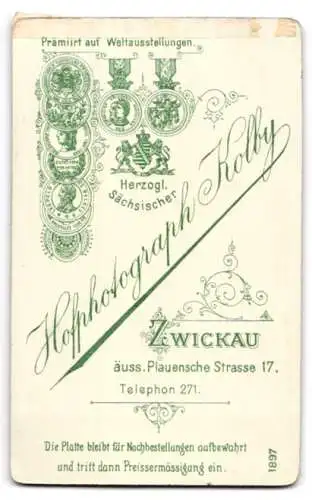 Prämiirt auf Weltausstellungen.
Herzogl.
Sächsischer
Hofphotograph Kolby
ZWICKAU
äuss. Plauensche Strasse 17.
Telephon 271.
Die Platte bleibt für Nachbestellungen aufbewahrt
und tritt dann Preissermässigung ein.
1897